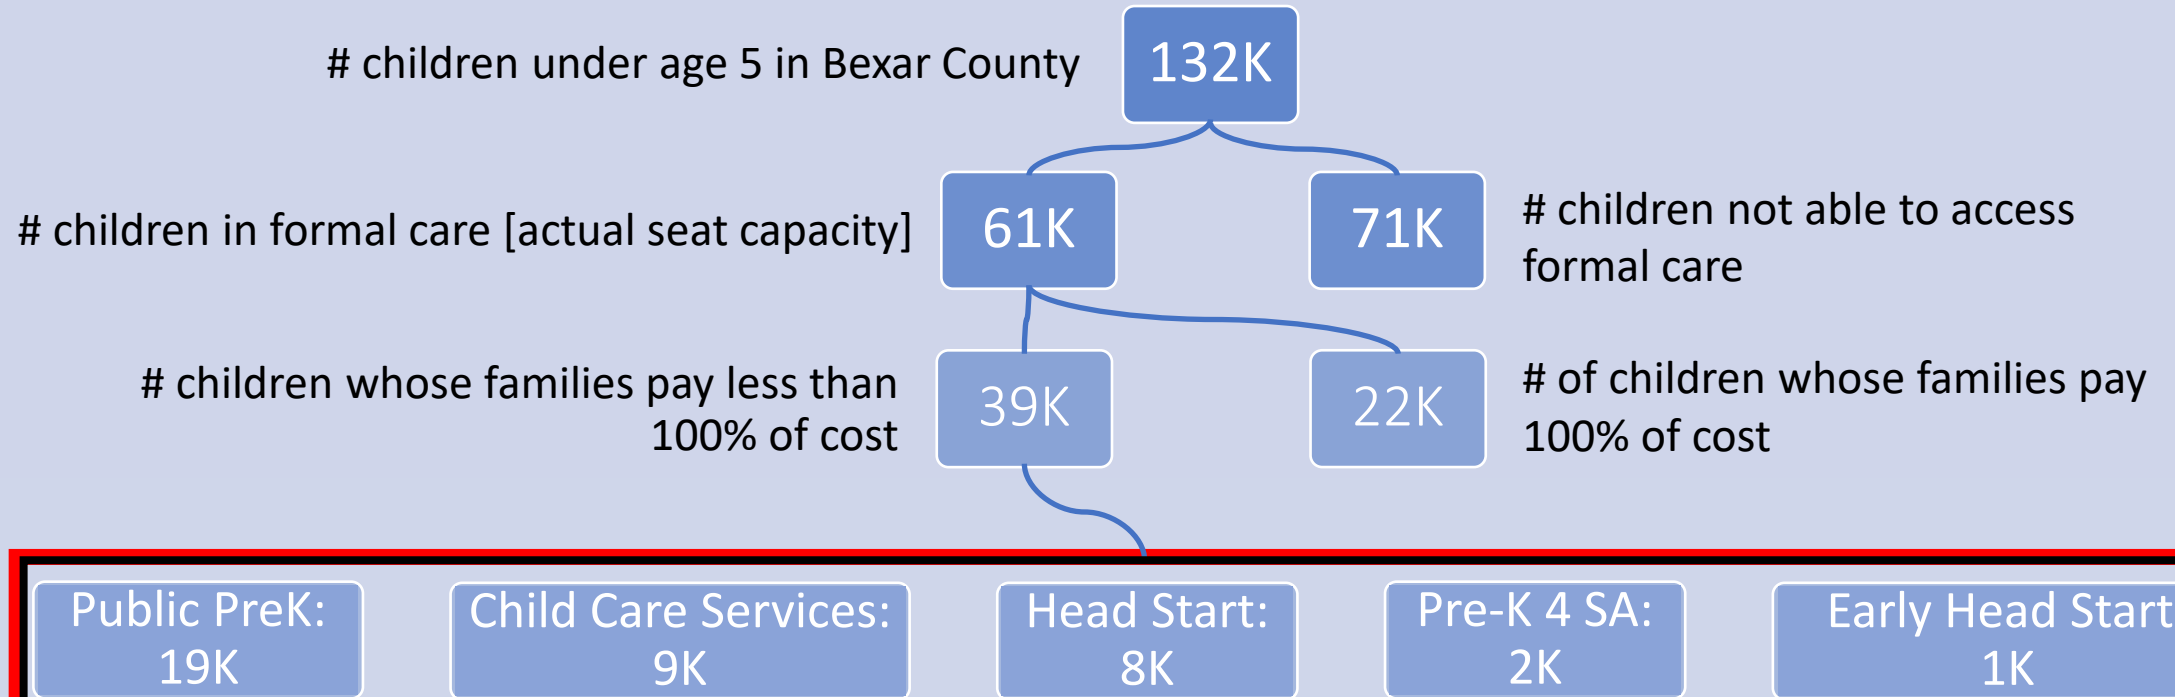 # children under age 5 in Bexar County
132K
# children in formal care [actual seat capacity]
61K
71K
# children not able to access
formal care
# children whose families pay less than
100% of cost
39K
22K
# of children whose families pay
100% of cost
Public PreK:
19K
Child Care Services:
9K
Head Start:
8K
Pre-K 4 SA:
2K
Early Head Start
1K